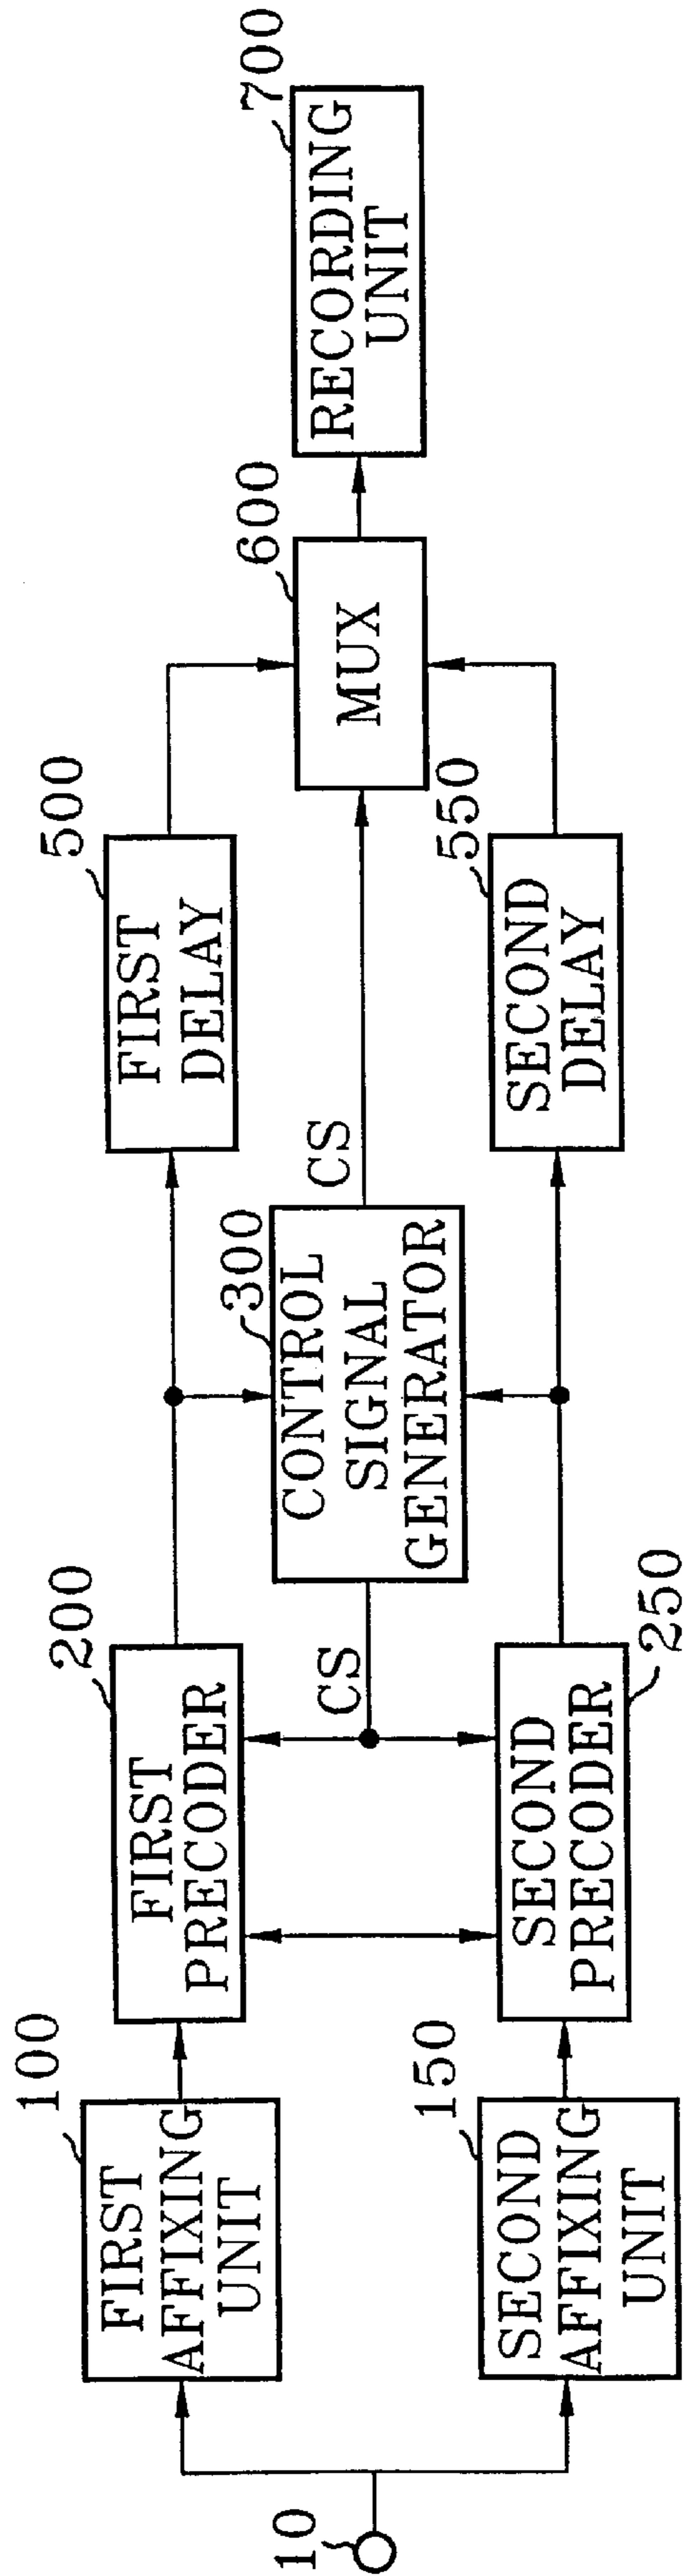 10
100
FIRST
AFFIXING
UNIT
150
SECOND
AFFIXING
UNIT
200
FIRST
PRECODER
250
SECOND
PRECODER
CS
300
CONTROL
SIGNAL
GENERATOR
CS
500
FIRST
DELAY
550
SECOND
DELAY
600
MUX
700
RECORDING
UNIT